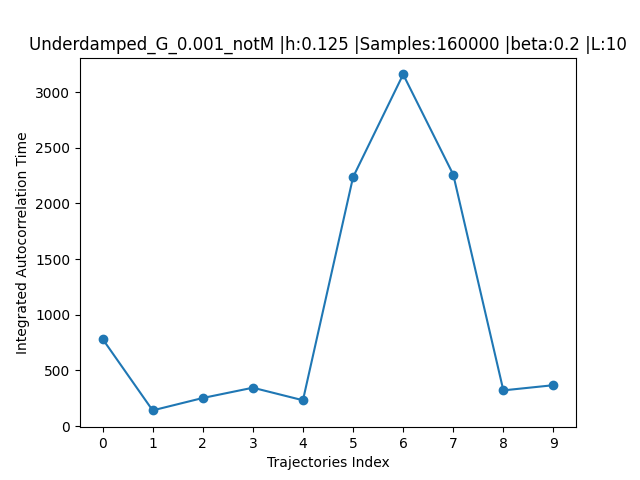 Underdamped_G_0.001_notM |h:0.125 |Samples:160000 |beta:0.2 |L:10
Integrated Autocorrelation Time
3000
2500
2000
1500
1000
500
0
0 1 2 3 4 5 6 7 8 9
Trajectories Index